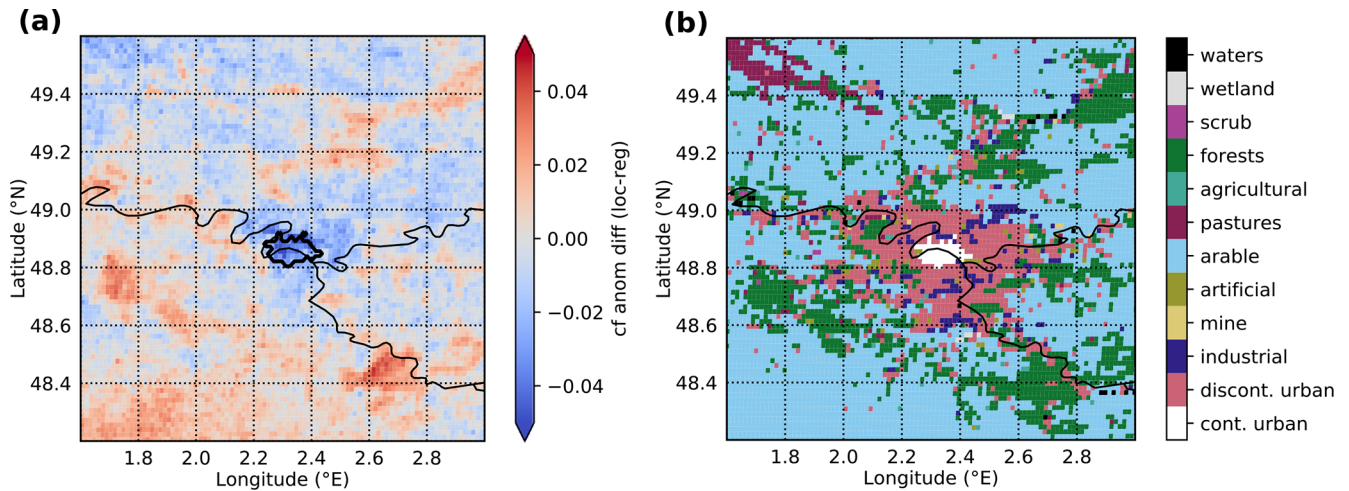 (a)
49.4
49.2
49.0
48.8
48.6
48.4
1.8 2.0 2.2 2.4 2.6 2.8
Longitude (°E)
Latitude (°N)
0.04
0.02
0.00
−0.02
−0.04
cf anom diff (loc-reg)
(b)
49.4
49.2
49.0
48.8
48.6
48.4
1.8 2.0 2.2 2.4 2.6 2.8
Longitude (°E)
Latitude (°N)
waters
wetland
scrub
forests
agricultural
pastures
arable
artificial
mine
industrial
discont. urban
cont. urban